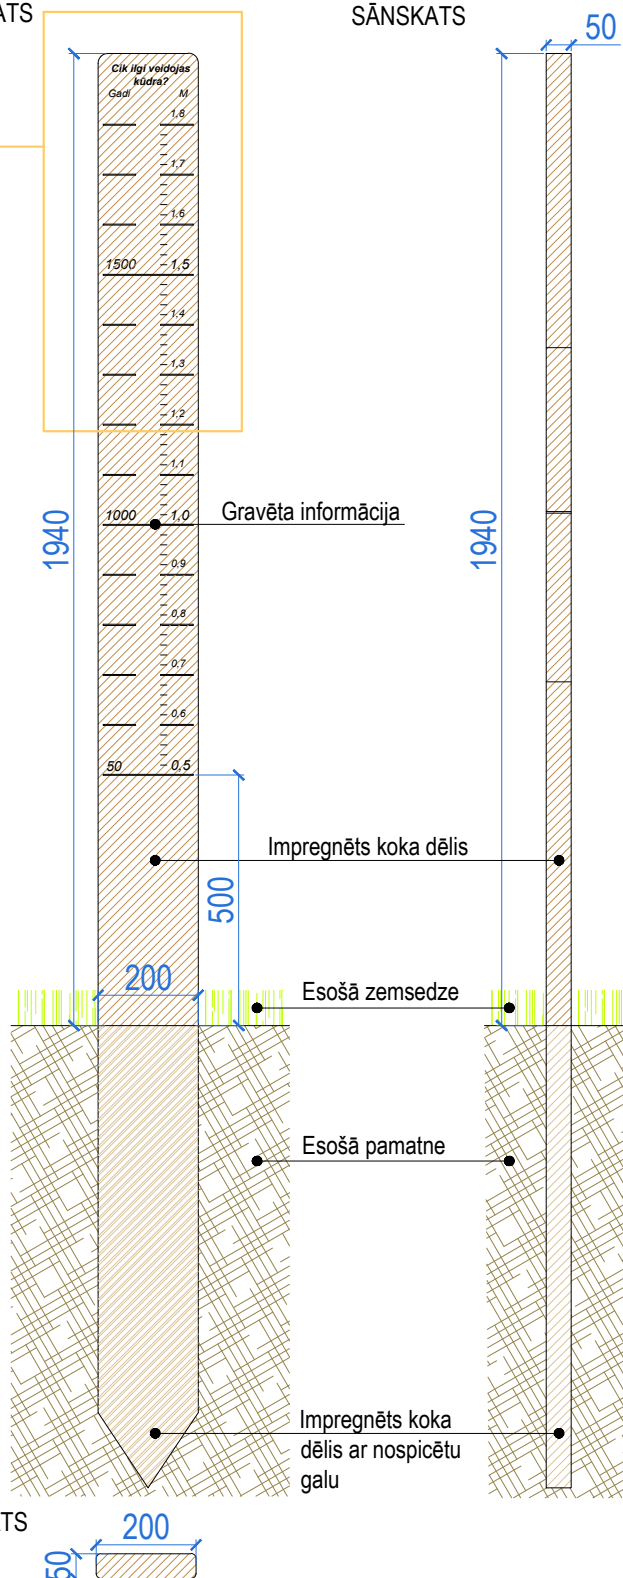 ATS
SĀNSKATS
50
Cik ilgi veidojas
kūdra?
Gadi M
1,8
1,7
1,6
1500 1,5
1,4
1,3
1,2
1,1
1000 1,0
0,9
0,8
0,7
0,6
50 0,5
Gravēta informācija
1940
1940
Impregnēts koka dēlis
500
200
Esošā zemsedze
Esošā pamatne
Impregnēts koka
dēlis ar nospicētu
galu
TS
200
50